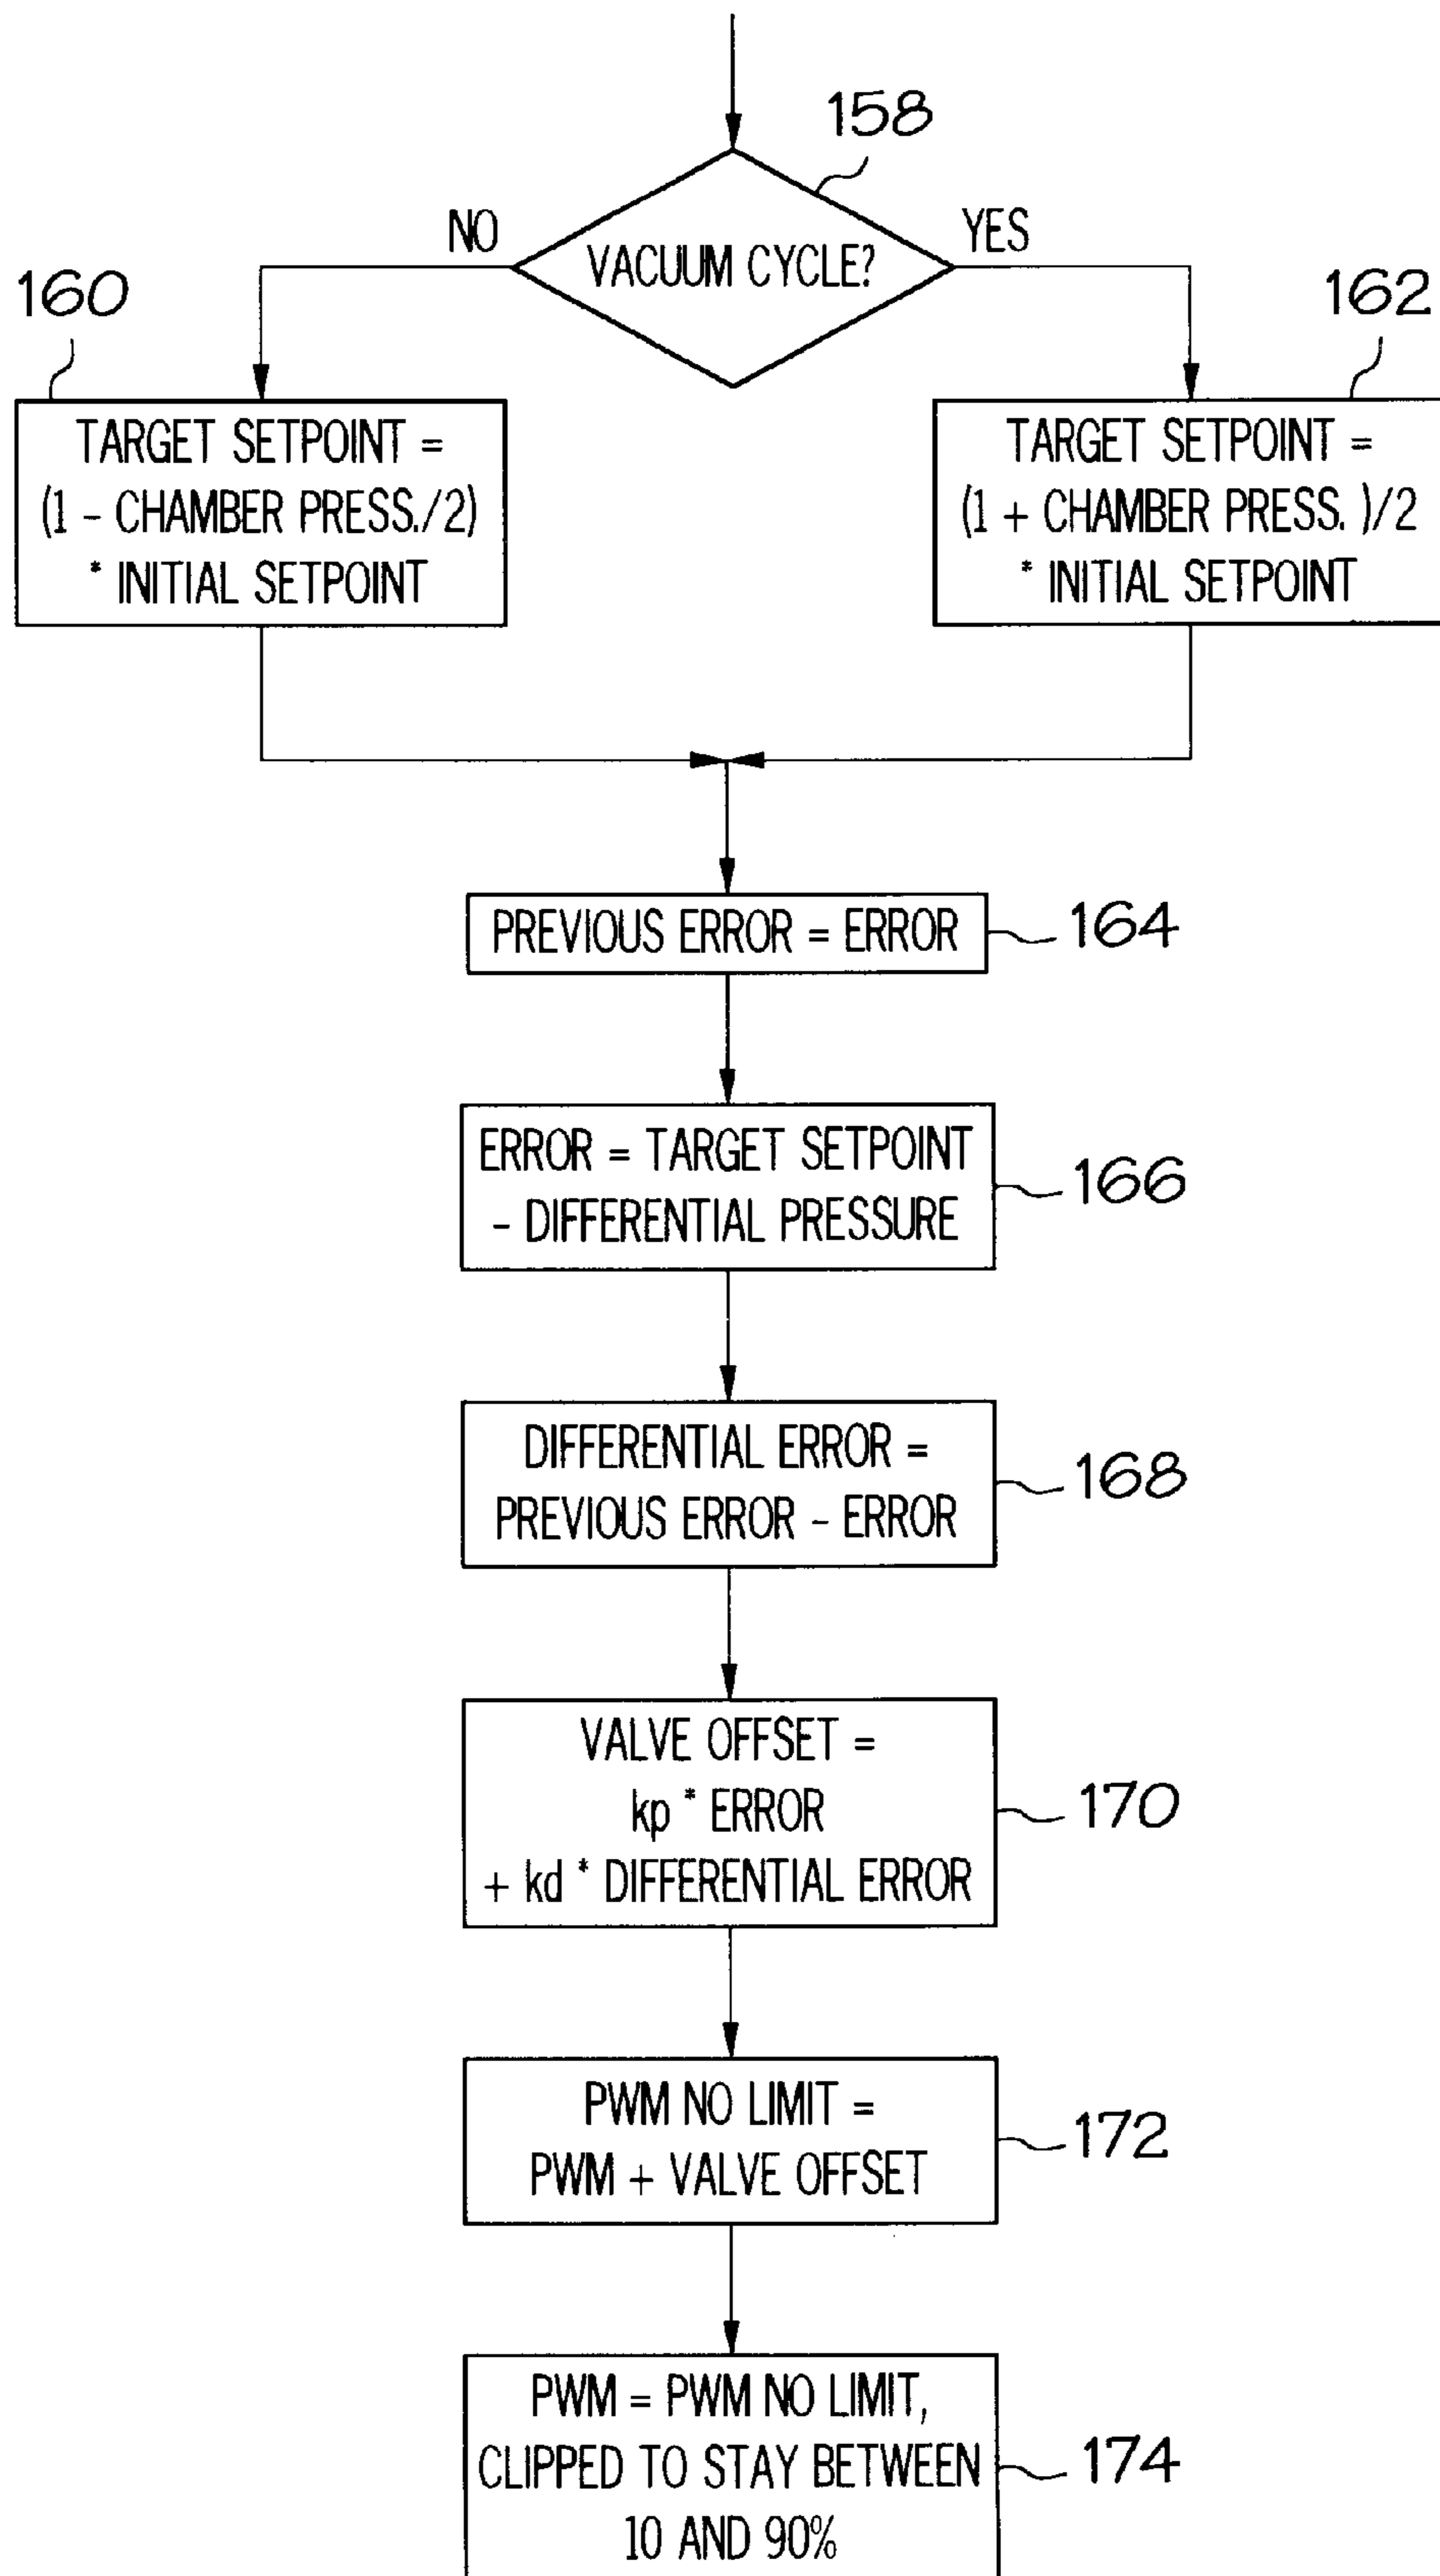 158
NO
VACUUM CYCLE?
YES
160
162
TARGET SETPOINT =
(1 - CHAMBER PRESS./2)
* INITIAL SETPOINT
TARGET SETPOINT =
(1 + CHAMBER PRESS. )/2
* INITIAL SETPOINT
PREVIOUS ERROR = ERROR
164
ERROR = TARGET SETPOINT
- DIFFERENTIAL PRESSURE
166
DIFFERENTIAL ERROR =
PREVIOUS ERROR - ERROR
168
VALVE OFFSET =
kp * ERROR
+ kd * DIFFERENTIAL ERROR
170
PWM NO LIMIT =
PWM + VALVE OFFSET
172
PWM = PWM NO LIMIT,
CLIPPED TO STAY BETWEEN
10 AND 90%
174